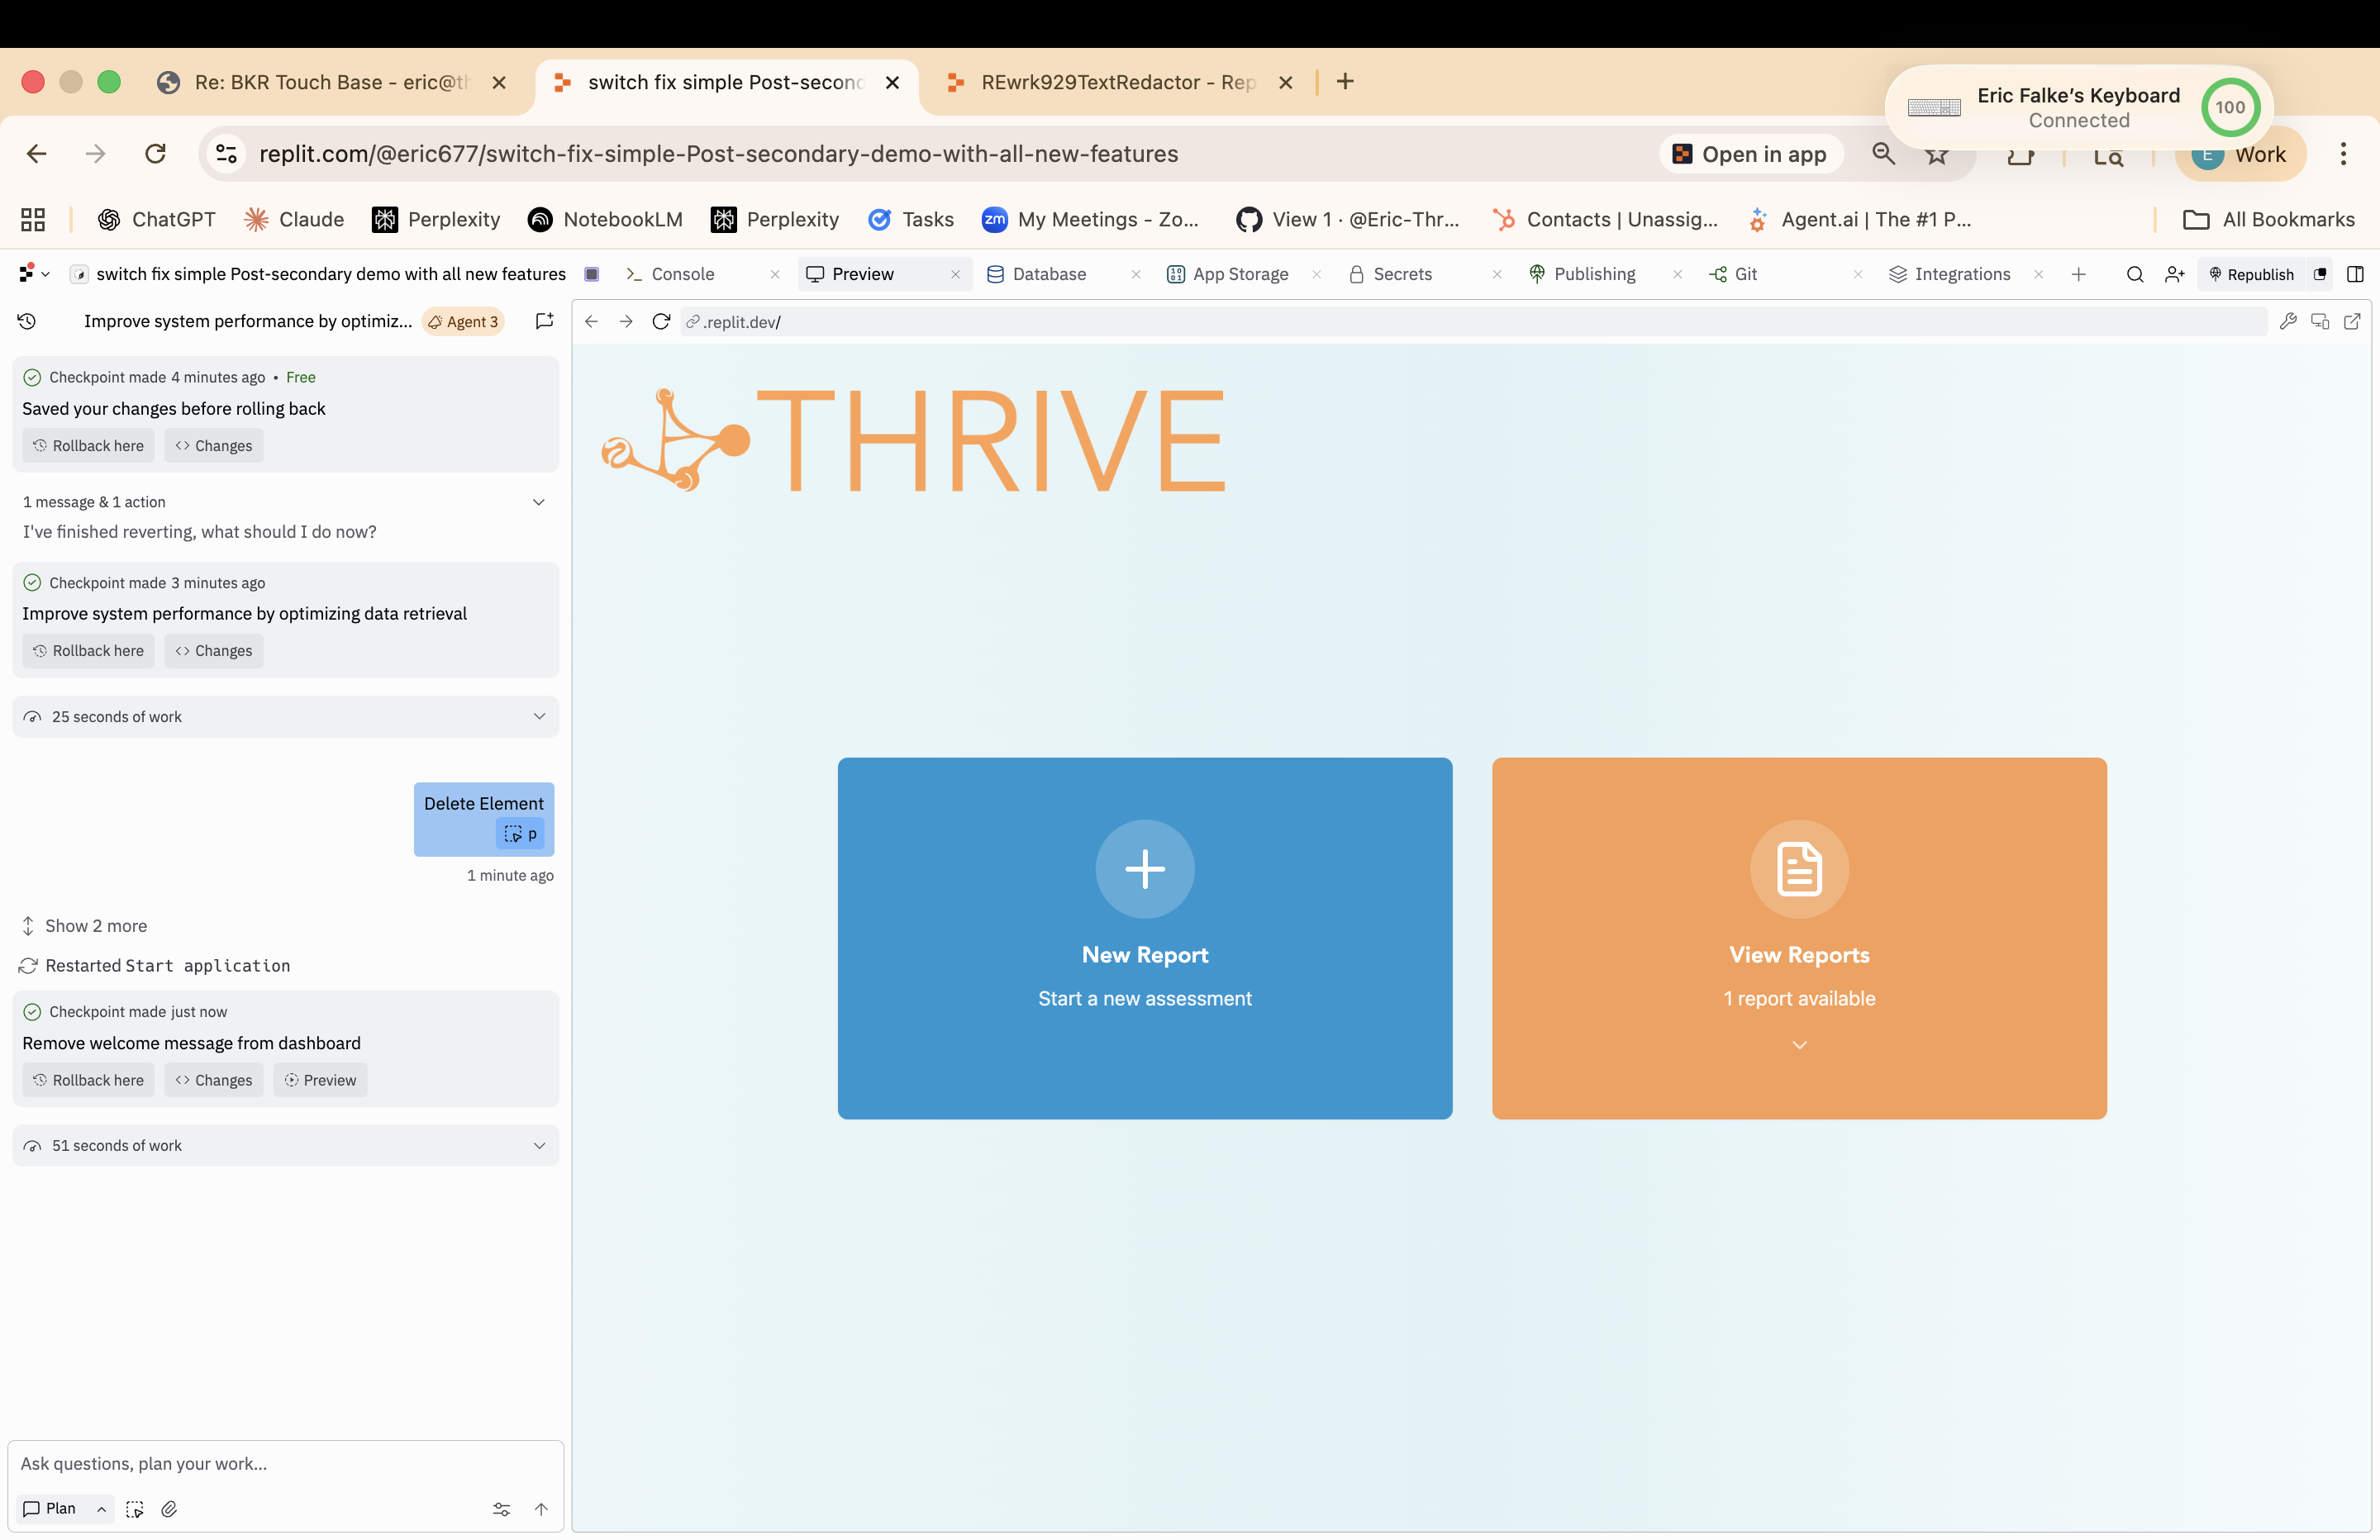 Re: BKR Touch Base - eric@th
switch fix simple Post-second
REwrk929TextRedactor - Rep
Eric Falke's Keyboard
Connected
100
replit.com/@eric677/switch-fix-simple-Post-secondary-demo-with-all-new-features
Open in app
E
Work
ChatGPT
Claude
Perplexity
NotebookLM
Perplexity
Tasks
zm
My Meetings - Zo...
View 1 · @Eric-Thr...
Contacts | Unassig...
Agent.ai | The #1 P...
All Bookmarks
switch fix simple Post-secondary demo with all new features
Console
Preview
Database
App Storage
Secrets
Publishing
Git
Integrations
Republish
Improve system performance by optimiz...
Agent 3
.replit.dev/
Checkpoint made 4 minutes ago • Free
Saved your changes before rolling back
Rollback here
Changes
1 message & 1 action
I've finished reverting, what should I do now?
Checkpoint made 3 minutes ago
Improve system performance by optimizing data retrieval
Rollback here
Changes
25 seconds of work
Delete Element
p
1 minute ago
Show 2 more
Restarted Start application
Checkpoint made just now
Remove welcome message from dashboard
Rollback here
Changes
Preview
51 seconds of work
Ask questions, plan your work...
Plan
THRIVE
New Report
Start a new assessment
View Reports
1 report available